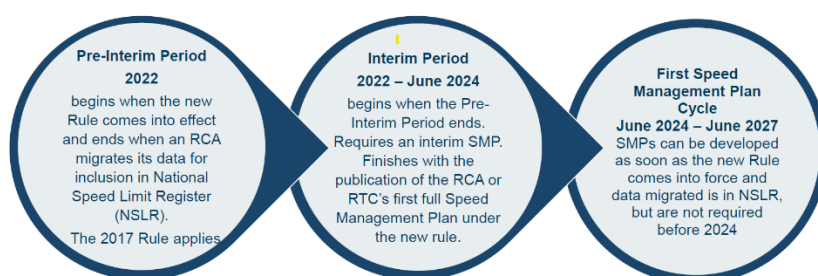 Pre-Interim Period
2022
begins when the new
Rule comes into effect
and ends when an RCA
migrates its data for
inclusion in National
Speed Limit Register
(NSLR).
The 2017 Rule applies
Interim Period
2022 – June 2024
begins when the Pre-
Interim Period ends.
Requires an interim SMP.
Finishes with the
publication of the RCA or
RTC's first full Speed
Management Plan under
the new rule.
First Speed
Management Plan
Cycle
June 2024 – June 2027
SMPs can be developed
as soon as the new Rule
comes into force and
data migrated is in NSLR,
but are not required
before 2024